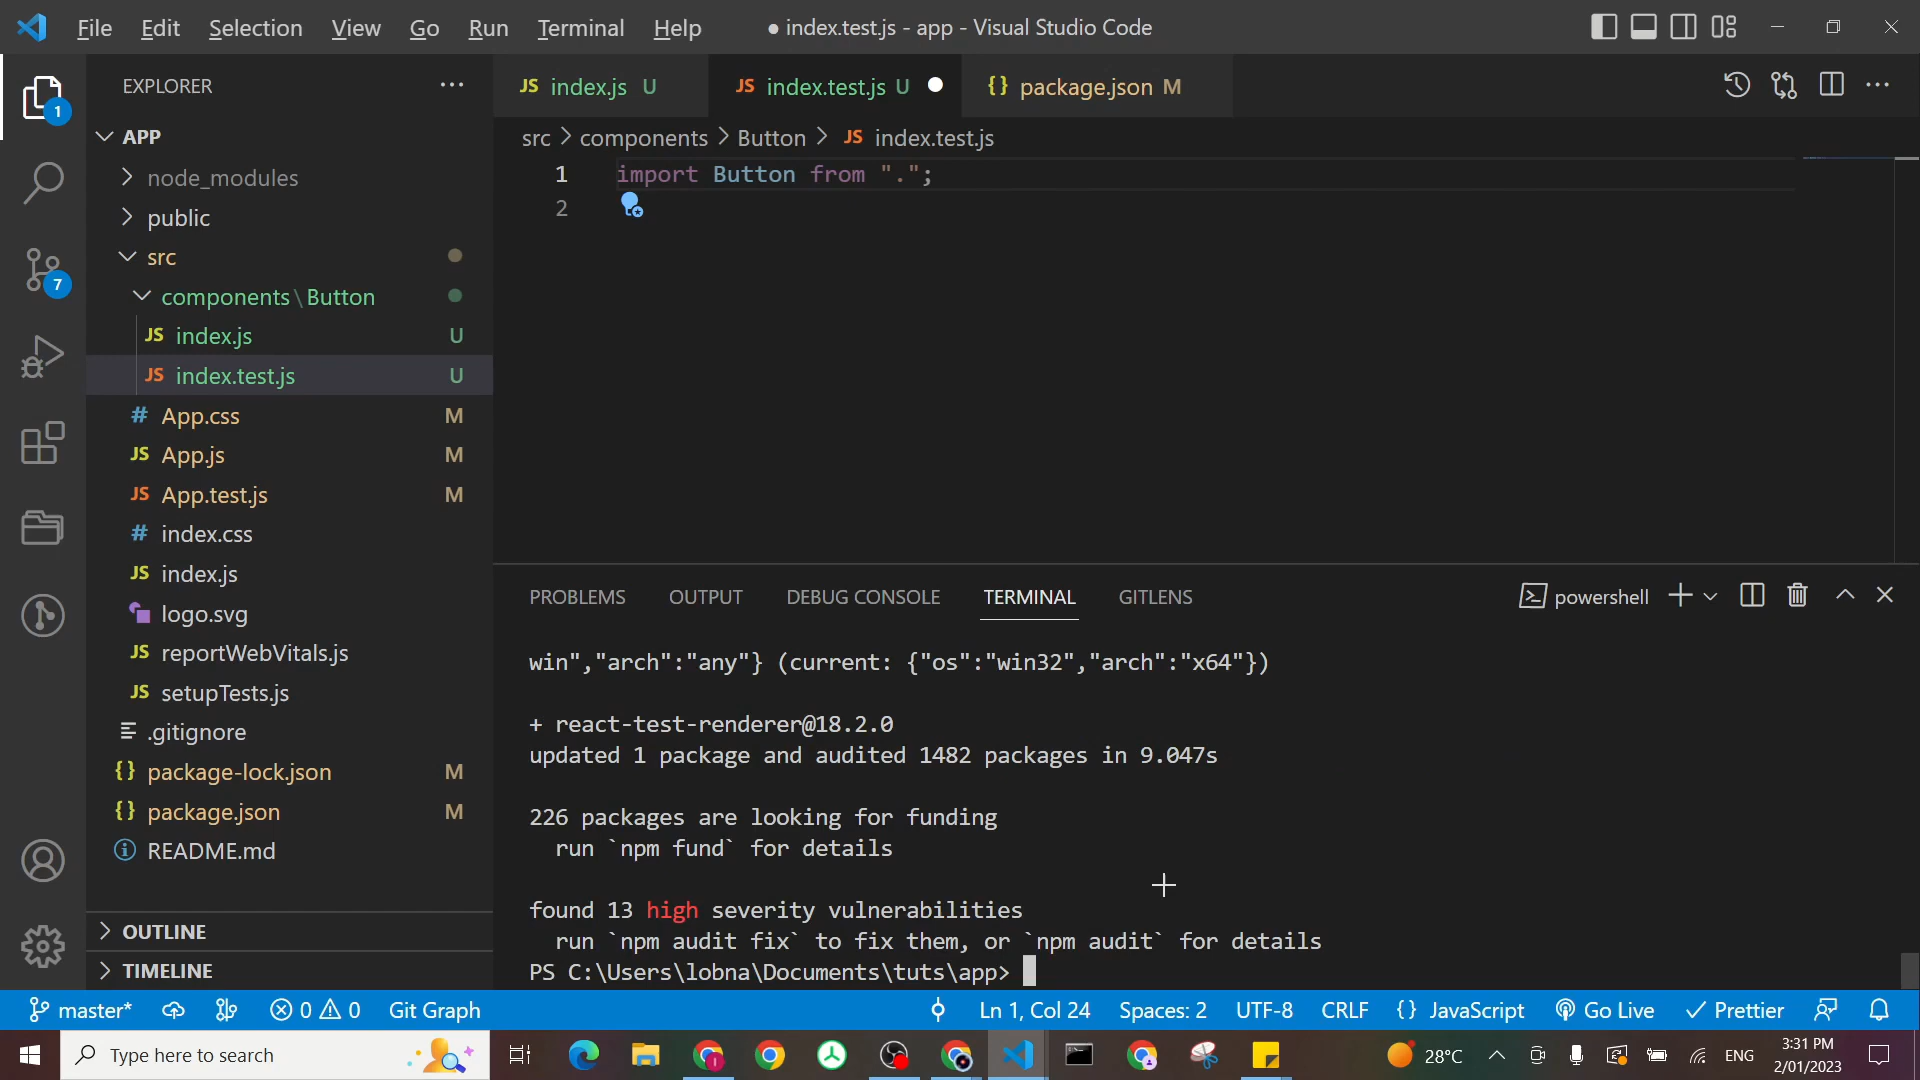 File Edit Selection View Go Run Terminal Help
● index.test.js - app - Visual Studio Code
EXPLORER
JS index.js U
JS index.test.js U
{} package.json M
1
src > components > Button > JS index.test.js
APP
1 import Button from ".";
2
node_modules
public
src
7
components\Button
JS index.js U
JS index.test.js U
# App.css M
JS App.js M
JS App.test.js M
# index.css
JS index.js
logo.svg
JS reportWebVitals.js
JS setupTests.js
.gitignore
{} package-lock.json M
{} package.json M
README.md
OUTLINE
TIMELINE
PROBLEMS OUTPUT DEBUG CONSOLE TERMINAL GITLENS
powershell
win","arch":"any"} (current: {"os":"win32","arch":"x64"})
+ react-test-renderer@18.2.0
updated 1 package and audited 1482 packages in 9.047s
226 packages are looking for funding
run `npm fund` for details
found 13 high severity vulnerabilities
run `npm audit fix` to fix them, or `npm audit` for details
PS C:\Users\lobna\Documents\tuts\app>
master* 0 0 Git Graph
Ln 1, Col 24 Spaces: 2 UTF-8 CRLF {} JavaScript Go Live Prettier
Type here to search
28°C ENG
3:31 PM
2/01/2023